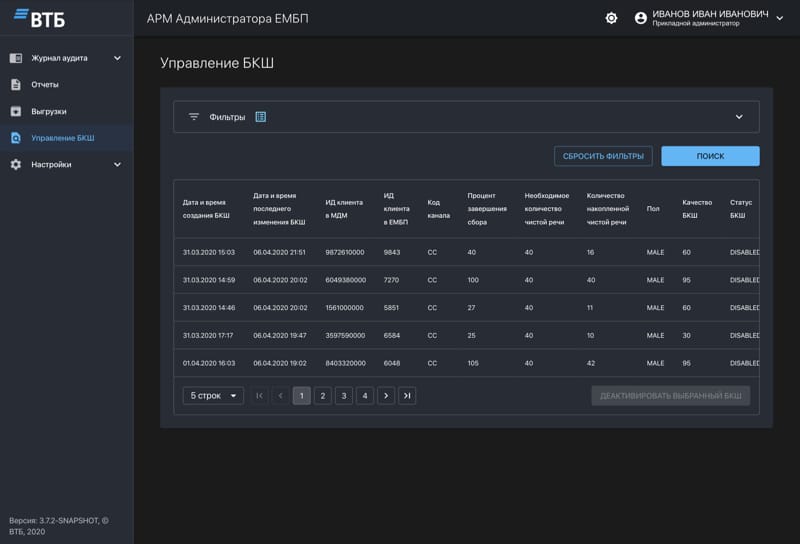 ВТБ
АРМ Администратора ЕМБП
ИВАНОВ ИВАН ИВАНОВИЧ
Прикладной администратор
Журнал аудита
Отчеты
Выгрузки
Управление БКШ
Настройки
Управление БКШ
Фильтры
СБРОСИТЬ ФИЛЬТРЫ
ПОИСК
Дата и время создания БКШ
Дата и время последнего изменения БКШ
ИД клиента в МДМ
ИД клиента в ЕМБП
Код канала
Процент завершения сбора
Необходимое количество чистой речи
Количество накопленной чистой речи
Пол
Качество БКШ
Статус БКШ
31.03.2020 15:03 06.04.2020 21:51 9872610000 9843 CC 40 40 16 MALE 60 DISABLED
31.03.2020 14:59 06.04.2020 20:02 6049380000 7270 CC 100 40 40 MALE 95 DISABLED
31.03.2020 14:46 06.04.2020 20:02 1561000000 5851 CC 27 40 11 MALE 60 DISABLED
31.03.2020 17:17 06.04.2020 19:47 3597590000 6584 CC 25 40 10 MALE 30 DISABLED
01.04.2020 16:03 06.04.2020 19:02 8403320000 6048 CC 105 40 42 MALE 95 DISABLED
5 строк
1 2 3 4
ДЕАКТИВИРОВАТЬ ВЫБРАННЫЙ БКШ
Версия: 3.7.2-SNAPSHOT, ©
ВТБ, 2020